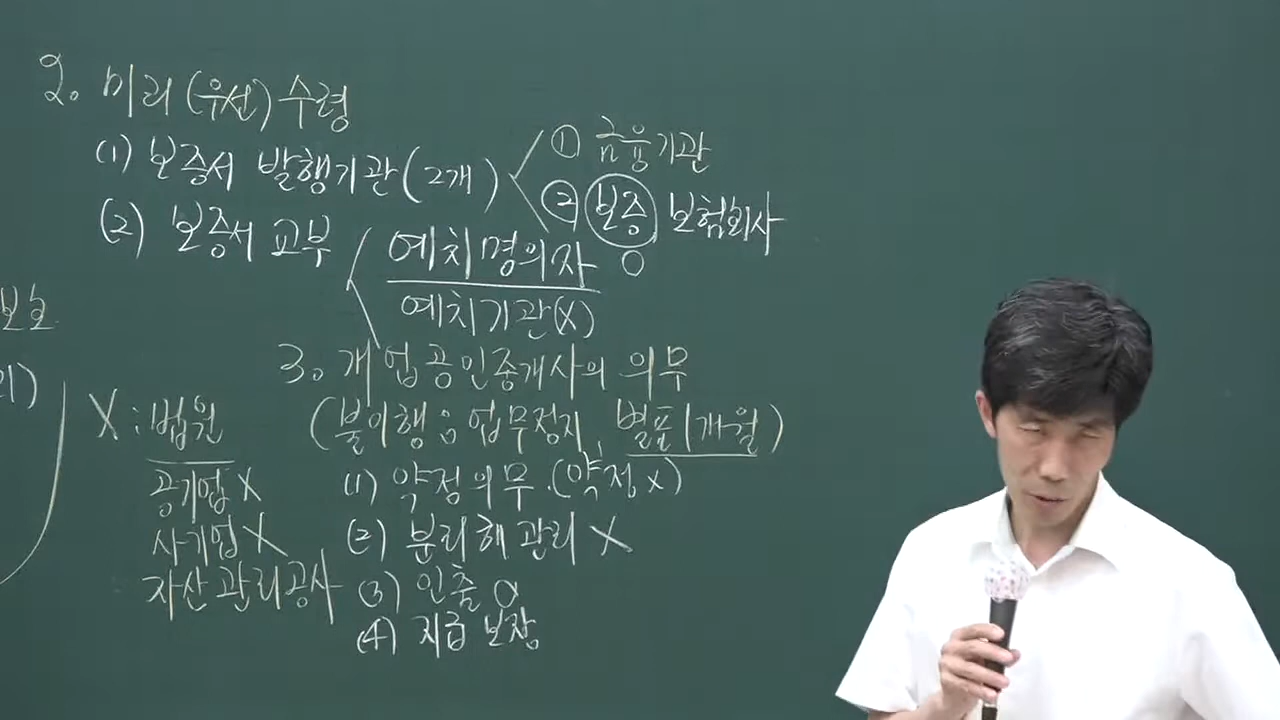 2. 미리 (우선) 수령
(1) 보증서 발행기관 (2개)
① 금융기관
② 보증 보험회사
(2) 보증서 교부
예치명의자 O
예치기관(X)
3. 개업공인중개사의 의무
(불이행 : 업무정지, 별표 1개월)
(1) 약정의무. (약정 x)
(2) 분리해 관리 X
(3) 인출 a
(4) 지급 보장
보호
리)
X : 법원
공기업 X
사기업 X
자산관리공사